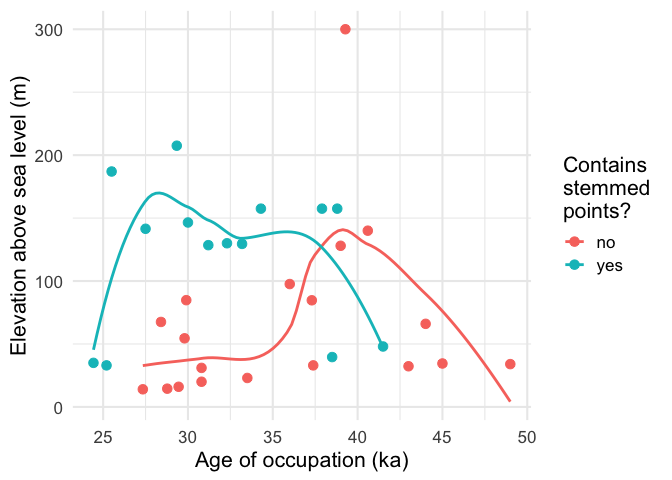 300
200
100
0
Elevation above sea level (m)
25 30 35 40 45 50
Age of occupation (ka)
Contains
stemmed
points?
no
yes